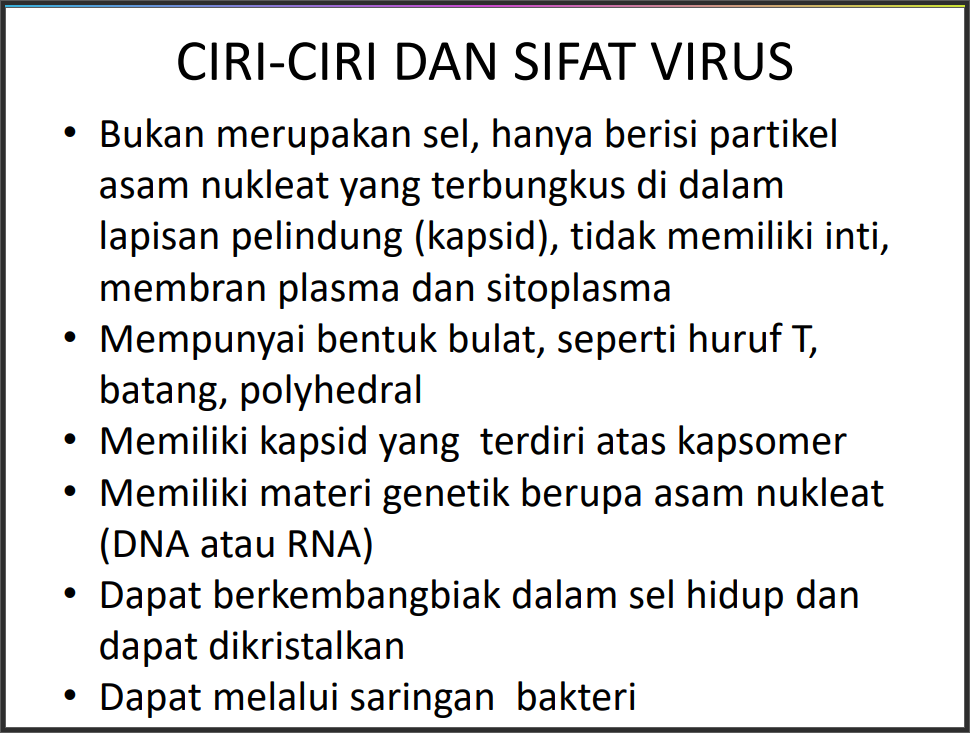 CIRI-CIRI DAN SIFAT VIRUS
• Bukan merupakan sel, hanya berisi partikel
asam nukleat yang terbungkus di dalam
lapisan pelindung (kapsid), tidak memiliki inti,
membran plasma dan sitoplasma
• Mempunyai bentuk bulat, seperti huruf T,
batang, polyhedral
• Memiliki kapsid yang  terdiri atas kapsomer
• Memiliki materi genetik berupa asam nukleat
(DNA atau RNA)
• Dapat berkembangbiak dalam sel hidup dan
dapat dikristalkan
• Dapat melalui saringan  bakteri